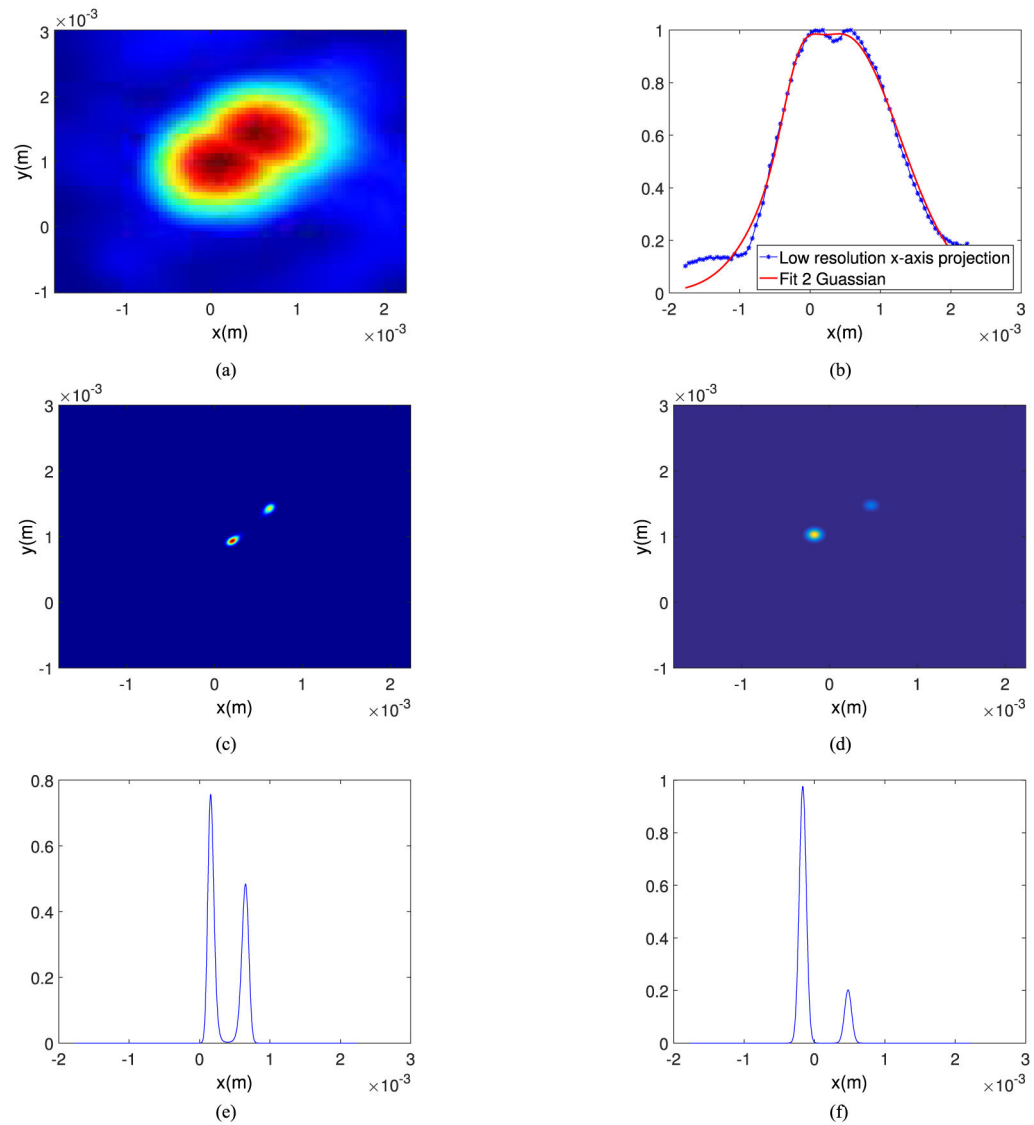 ×10⁻³
3
2
1
0
-1
y(m)
-1 0 1 2
x(m)
×10⁻³
(a)
1
0.8
0.6
0.4
0.2
0
Low resolution x-axis projection
Fit 2 Guassian
-2 -1 0 1 2 3
x(m)
×10⁻³
(b)
×10⁻³
3
2
1
0
-1
y(m)
-1 0 1 2
x(m)
×10⁻³
(c)
×10⁻³
3
2
1
0
-1
y(m)
-1 0 1 2
x(m)
×10⁻³
(d)
0.8
0.6
0.4
0.2
0
-2 -1 0 1 2 3
x(m)
×10⁻³
(e)
1
0.8
0.6
0.4
0.2
0
-2 -1 0 1 2 3
x(m)
×10⁻³
(f)